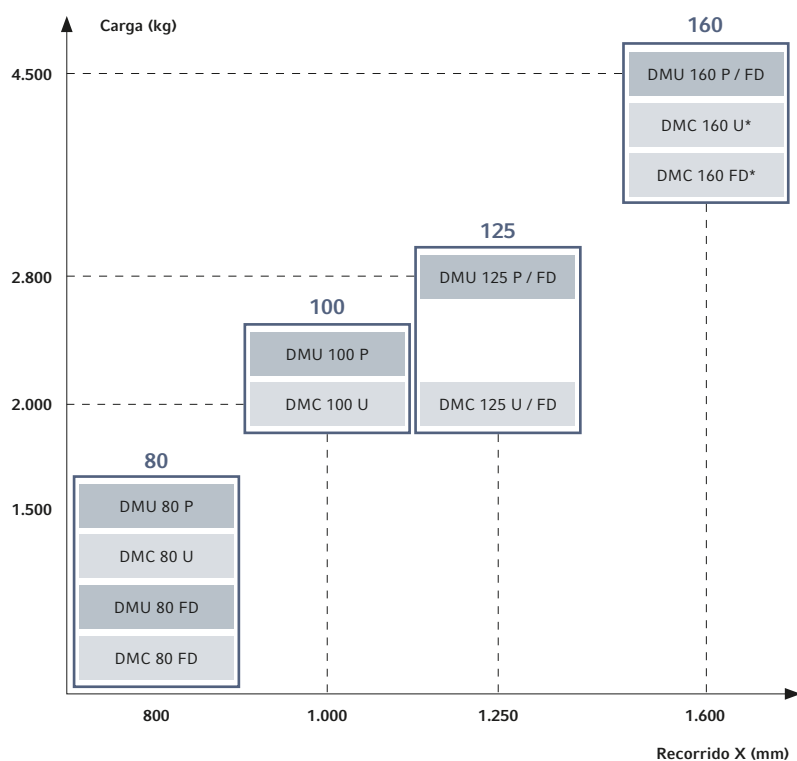 Carga (kg)
160
4.500
DMU 160 P / FD
DMC 160 U*
DMC 160 FD*
125
2.800
DMU 125 P / FD
100
DMU 100 P
2.000
DMC 100 U
DMC 125 U / FD
80
1.500
DMU 80 P
DMC 80 U
DMU 80 FD
DMC 80 FD
800
1.000
1.250
1.600
Recorrido X (mm)